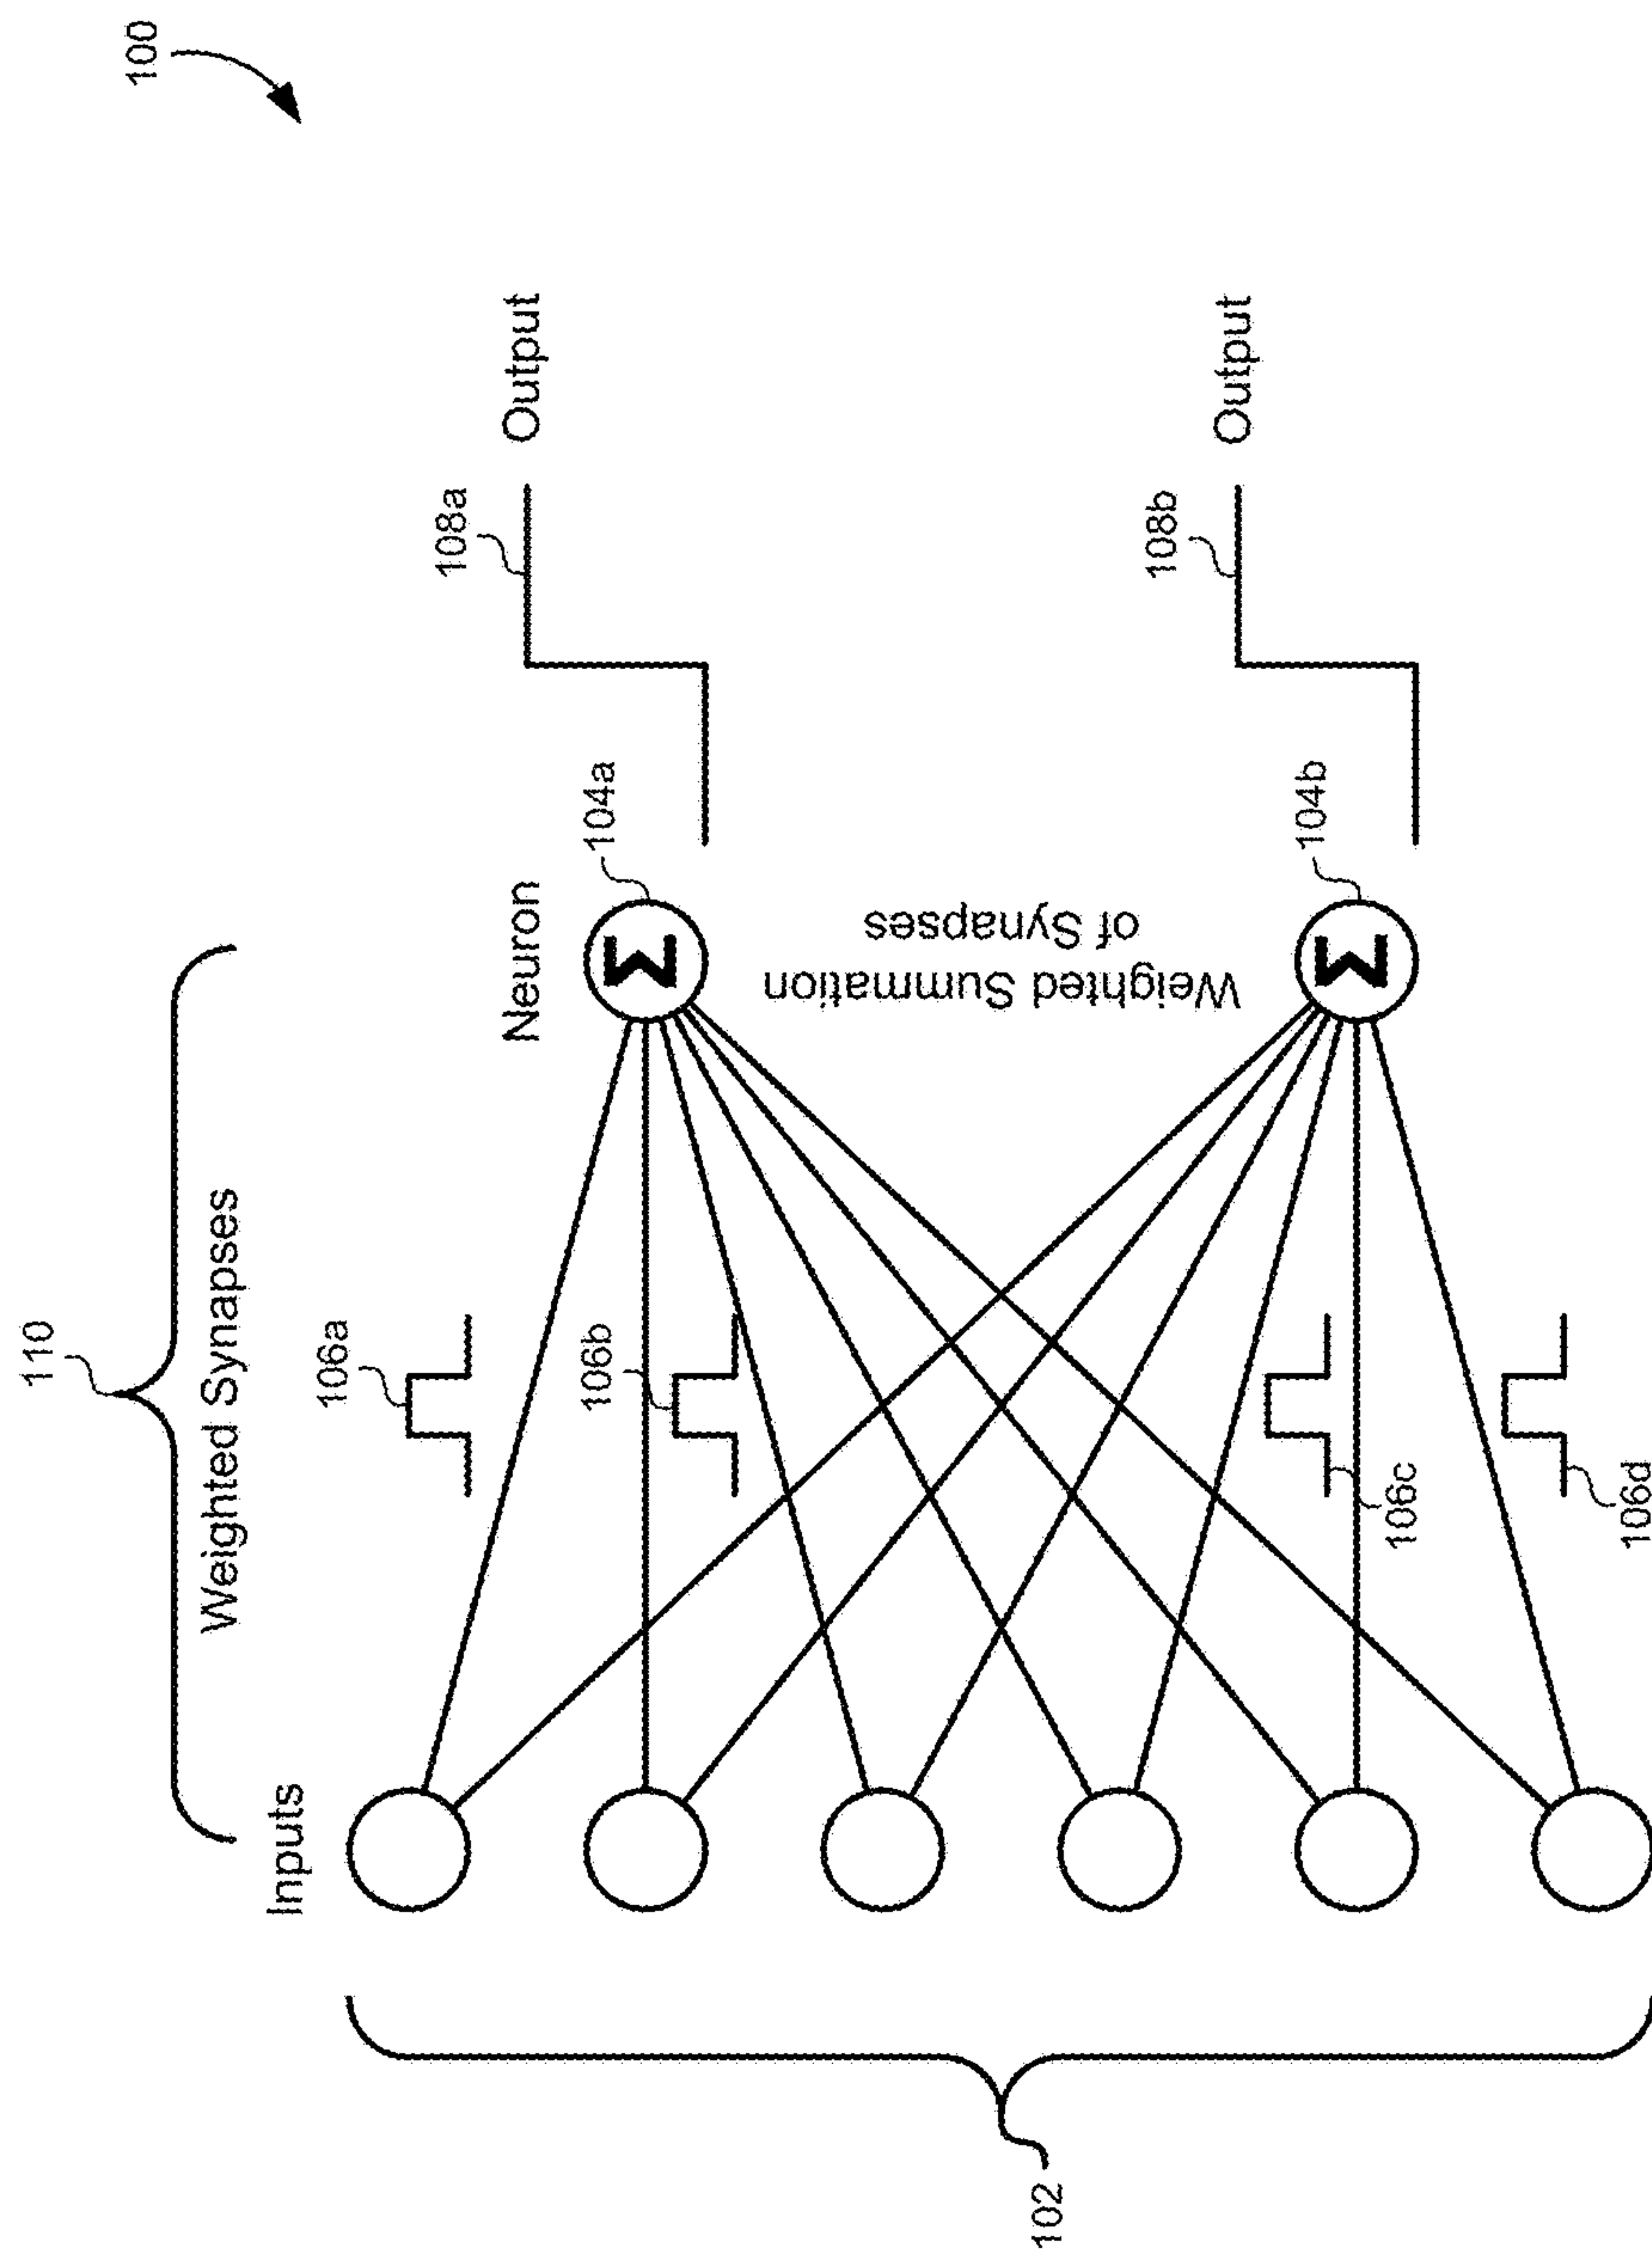 100
110
Weighted Synapses
Inputs
Neuron
Output
106a
104a
108a
106b
Weighted Summation
of Synapses
Σ
Σ
102
106c
104b
108b
Output
106d